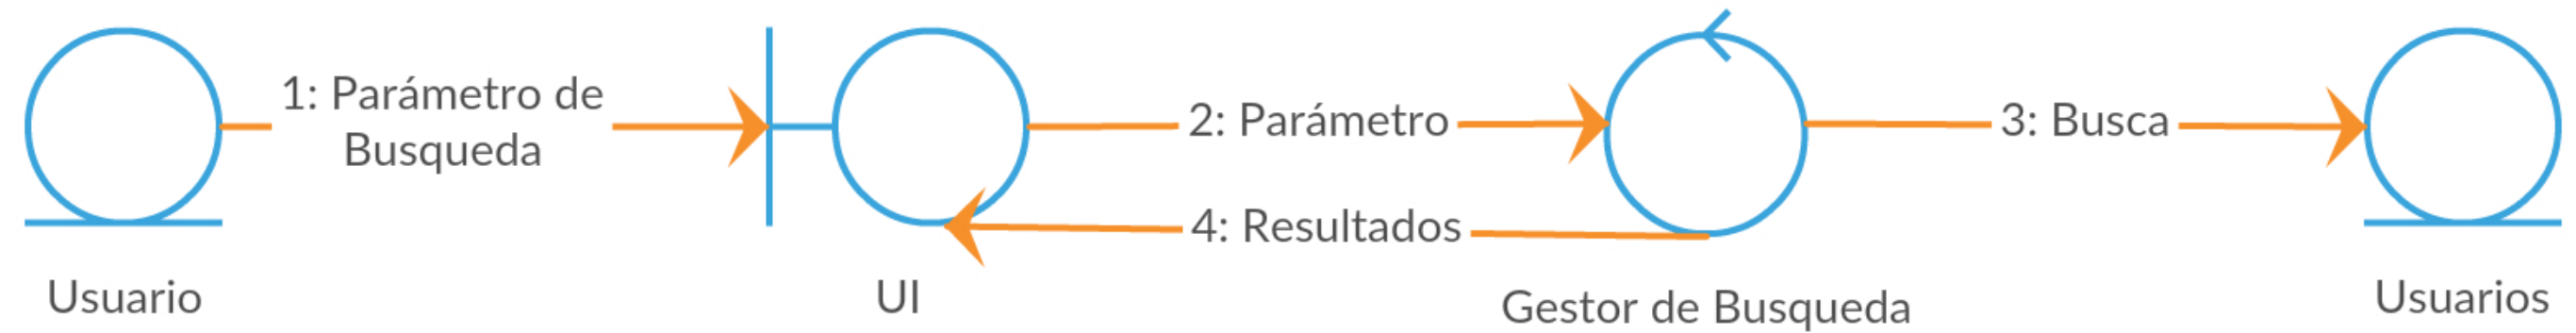 1: Parámetro de
Busqueda
2: Parámetro
3: Busca
4: Resultados
Usuario
UI
Gestor de Busqueda
Usuarios